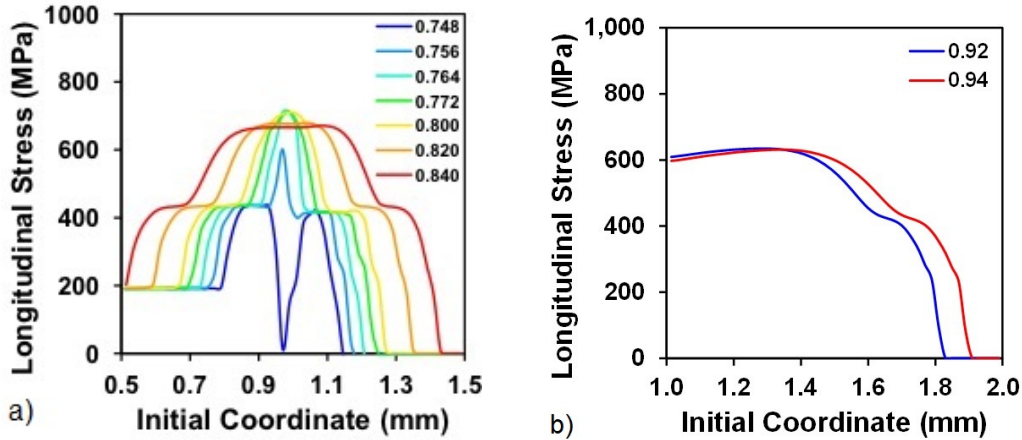 1000
800
600
400
200
0
Longitudinal Stress (MPa)
0.748
0.756
0.764
0.772
0.800
0.820
0.840
0.5 0.7 0.9 1.1 1.3 1.5
Initial Coordinate (mm)
a)
1,000
800
600
400
200
0
Longitudinal Stress (MPa)
0.92
0.94
1.0 1.2 1.4 1.6 1.8 2.0
Initial Coordinate (mm)
b)